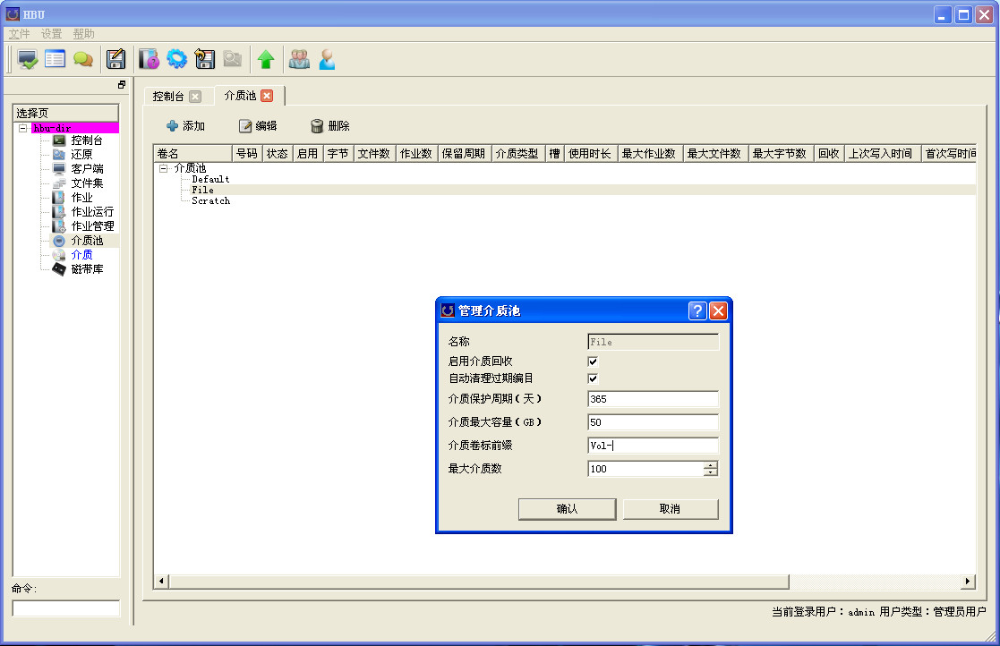 HBU
文件 设置 帮助
控制台 介质池
选择页
添加 编辑 删除
hbu-dir
控制台
还原
客户端
文件集
作业
作业运行
作业管理
介质池
介质
磁带库
卷名 号码 状态 启用 字节 文件数 作业数 保留周期 介质类型 槽 使用时长 最大作业数 最大文件数 最大字节数 回收 上次写入时间 首次写时间
介质池
Default
File
Scratch
管理介质池
名称 File
启用介质回收
自动清理过期编目
介质保护周期(天) 365
介质最大容量(GB) 50
介质卷标前缀 Vol-
最大介质数 100
确认 取消
命令:
当前登录用户：admin 用户类型：管理员用户